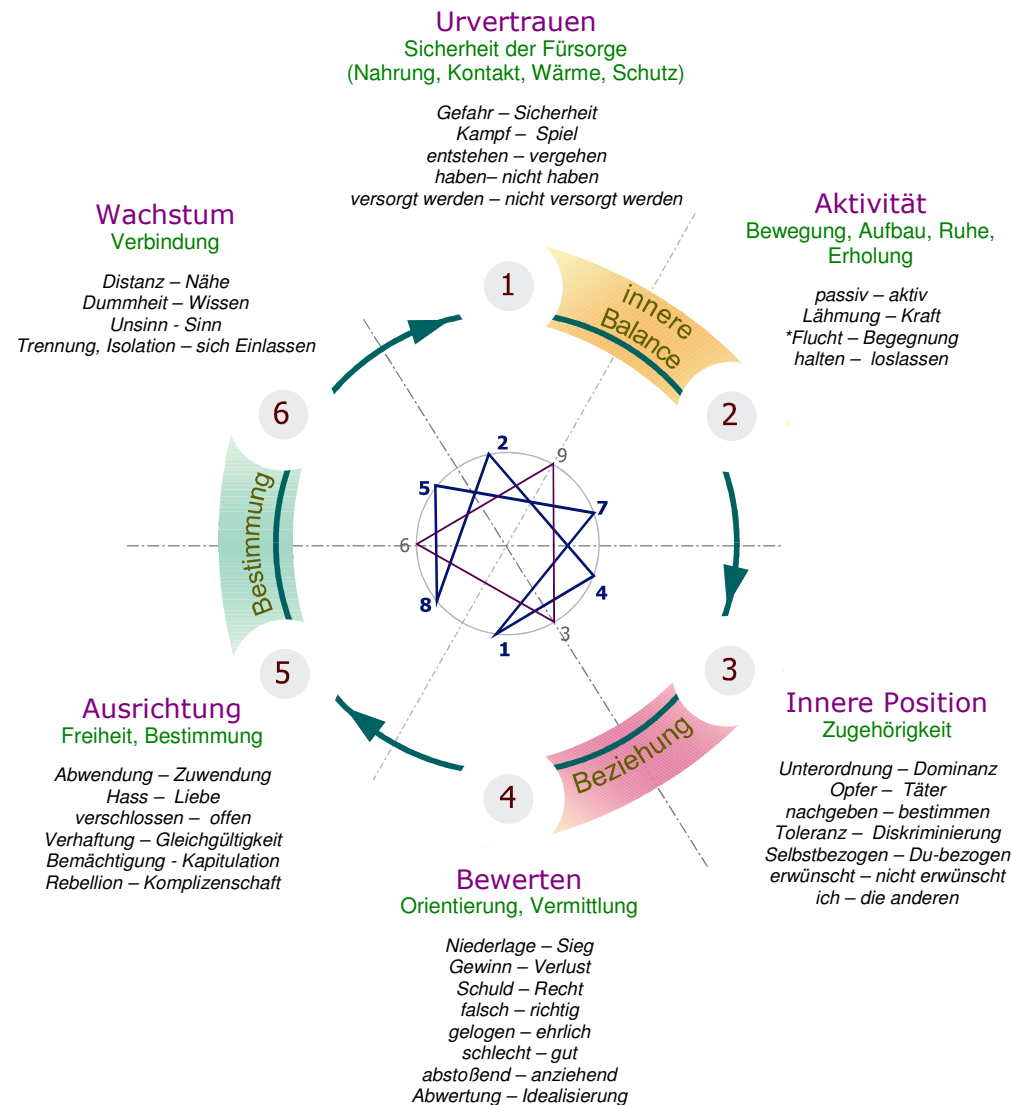 Urvertrauen
Sicherheit der Fürsorge
(Nahrung, Kontakt, Wärme, Schutz)
Gefahr – Sicherheit
Kampf – Spiel
entstehen – vergehen
haben– nicht haben
versorgt werden – nicht versorgt werden
Wachstum
Verbindung
Distanz – Nähe
Dummheit – Wissen
Unsinn - Sinn
Trennung, Isolation – sich Einlassen
Aktivität
Bewegung, Aufbau, Ruhe,
Erholung
passiv – aktiv
Lähmung – Kraft
*Flucht – Begegnung
halten – loslassen
1
innere
Balance
2
6
Bestimmung
2
9
5
7
6
4
8
1
3
5
3
Beziehung
4
Ausrichtung
Freiheit, Bestimmung
Abwendung – Zuwendung
Hass – Liebe
verschlossen – offen
Verhaftung – Gleichgültigkeit
Bemächtigung - Kapitulation
Rebellion – Komplizenschaft
Innere Position
Zugehörigkeit
Unterordnung – Dominanz
Opfer – Täter
nachgeben – bestimmen
Toleranz – Diskriminierung
Selbstbezogen – Du-bezogen
erwünscht – nicht erwünscht
ich – die anderen
Bewerten
Orientierung, Vermittlung
Niederlage – Sieg
Gewinn – Verlust
Schuld – Recht
falsch – richtig
gelogen – ehrlich
schlecht – gut
abstoßend – anziehend
Abwertung – Idealisierung